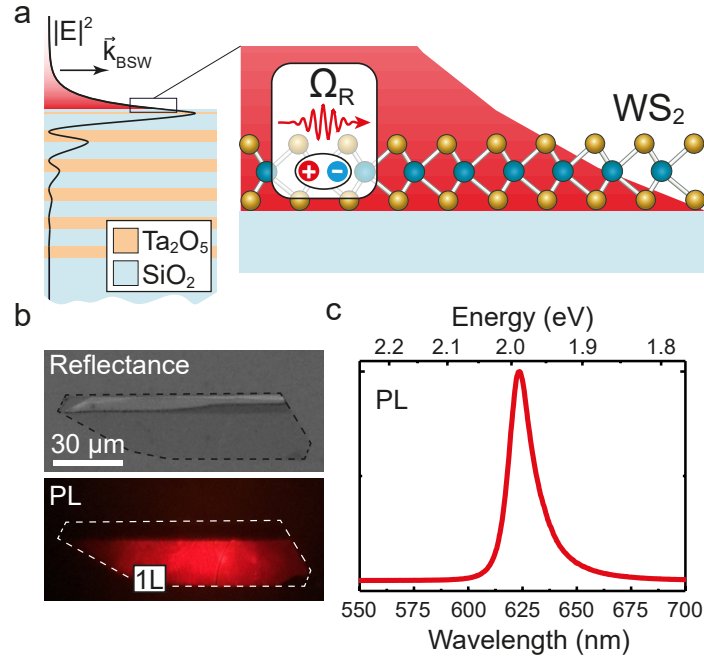 a
|E|²
k⃗BSW
ΩR
WS₂
+ −
Ta₂O₅
SiO₂
b
Reflectance
30 µm
PL
1L
c
Energy (eV)
2.2 2.1 2.0 1.9 1.8
PL
550 575 600 625 650 675 700
Wavelength (nm)